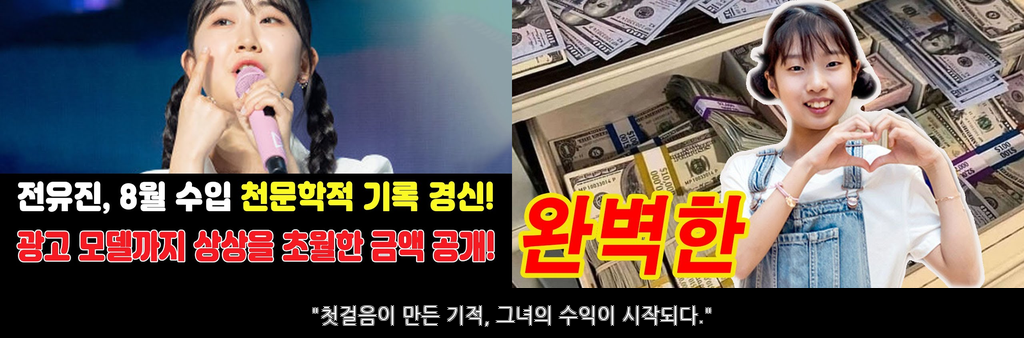 전유진, 8월 수입 천문학적 기록 경신!
광고 모델까지 상상을 초월한 금액 공개!
완벽한
"첫걸음이 만든 기적, 그녀의 수익이 시작되다."